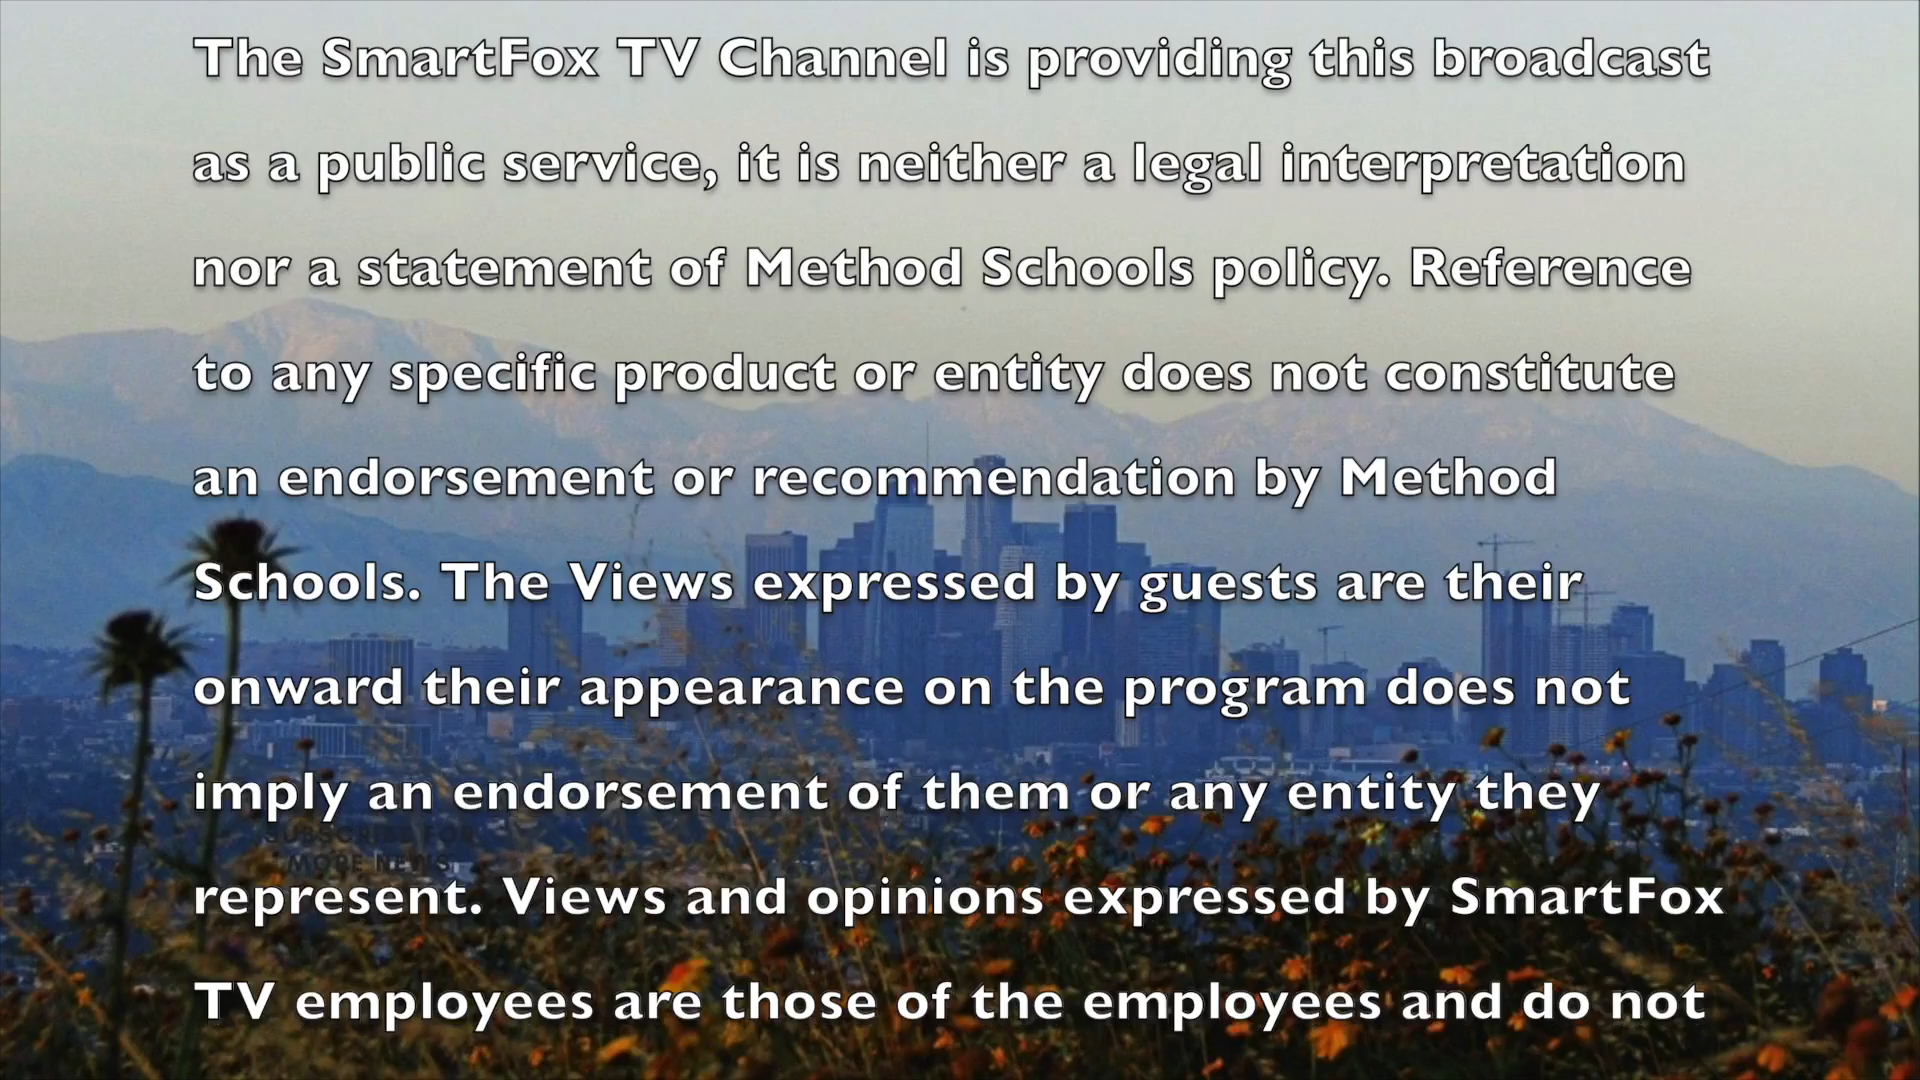 The SmartFox TV Channel is providing this broadcast
as a public service, it is neither a legal interpretation
nor a statement of Method Schools policy. Reference
to any specific product or entity does not constitute
an endorsement or recommendation by Method
Schools. The Views expressed by guests are their
onward their appearance on the program does not
imply an endorsement of them or any entity they
SUBSCRIBE FOR
MORE NEWS
represent. Views and opinions expressed by SmartFox
TV employees are those of the employees and do not